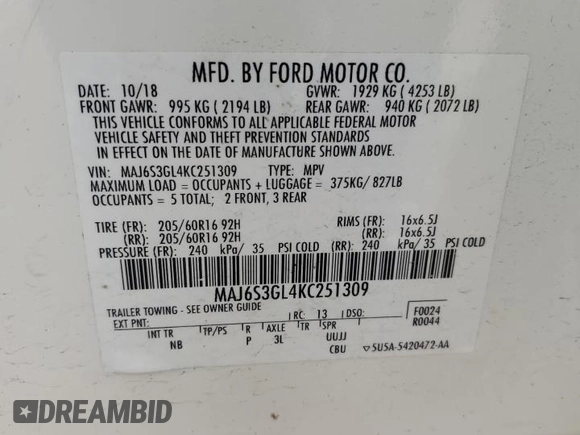 MFD. BY FORD MOTOR CO.
DATE: 10/18 GVWR: 1929 KG ( 4253 LB)
FRONT GAWR: 995 KG ( 2194 LB) REAR GAWR: 940 KG ( 2072 LB)
THIS VEHICLE CONFORMS TO ALL APPLICABLE FEDERAL MOTOR
VEHICLE SAFETY AND THEFT PREVENTION STANDARDS
IN EFFECT ON THE DATE OF MANUFACTURE SHOWN ABOVE.
VIN: MAJ6S3GL4KC251309 TYPE: MPV
MAXIMUM LOAD = OCCUPANTS + LUGGAGE = 375KG/ 827LB
OCCUPANTS = 5 TOTAL; 2 FRONT, 3 REAR
TIRE (FR): 205/60R16 92H RIMS (FR): 16x6.5J
(RR): 205/60R16 92H (RR): 16x6.5J
PRESSURE (FR): 240 kPa/ 35 PSI COLD (RR): 240 kPa/ 35 PSI COLD
MAJ6S3GL4KC251309
TRAILER TOWING - SEE OWNER GUIDE
EXT PNT: RC: 13 DSO: F0024
R0044
INT TR TP/PS R AXLE TR SPR
NB P 3L UUJJ
CBU SU5A-5420472-AA
DREAMBID